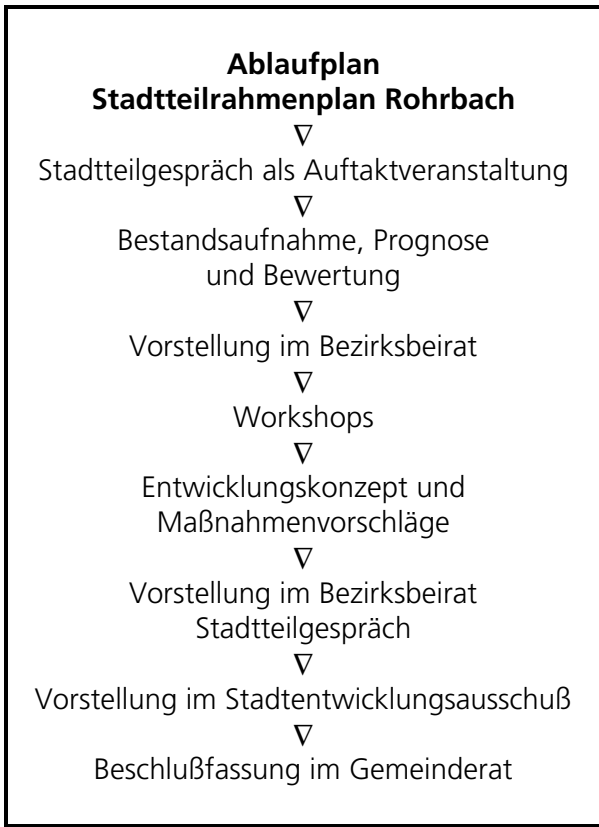 Ablaufplan
Stadtteilrahmenplan Rohrbach
∇
Stadtteilgespräch als Auftaktveranstaltung
∇
Bestandsaufnahme, Prognose
und Bewertung
∇
Vorstellung im Bezirksbeirat
∇
Workshops
∇
Entwicklungskonzept und
Maßnahmenvorschläge
∇
Vorstellung im Bezirksbeirat
Stadtteilgespräch
∇
Vorstellung im Stadtentwicklungsausschuß
∇
Beschlußfassung im Gemeinderat